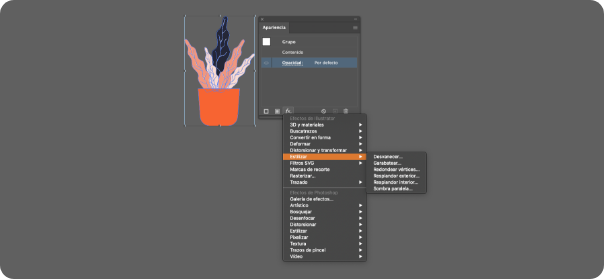 Apariencia
Grupo
Contenido
Opacidad: Por defecto
fx
Efectos de Illustrator
3D y materiales
Buscatrazos
Convertir en forma
Deformar
Distorsionar y transformar
Estilizar
Filtros SVG
Marcas de recorte
Rasterizar...
Trazado
Desvanecer...
Garabatear...
Redondear vértices...
Resplandor exterior...
Resplandor interior...
Sombra paralela...
Efectos de Photoshop
Galería de efectos...
Artístico
Bosquejar
Desenfocar
Distorsionar
Estilizar
Pixelizar
Textura
Trazos de pincel
Vídeo